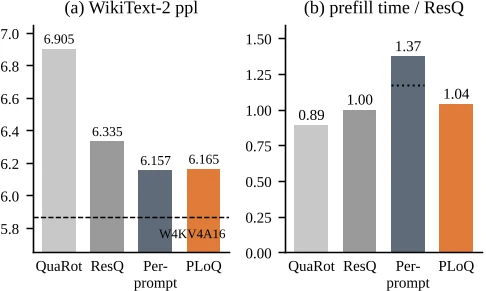 (a) WikiText-2 ppl
7.0
6.8
6.6
6.4
6.2
6.0
5.8
6.905
6.335
6.157
6.165
W4KV4A16
QuaRot
ResQ
Per-
prompt
PLoQ
(b) prefill time / ResQ
1.50
1.25
1.00
0.75
0.50
0.25
0.00
0.89
1.00
1.37
1.04
QuaRot
ResQ
Per-
prompt
PLoQ